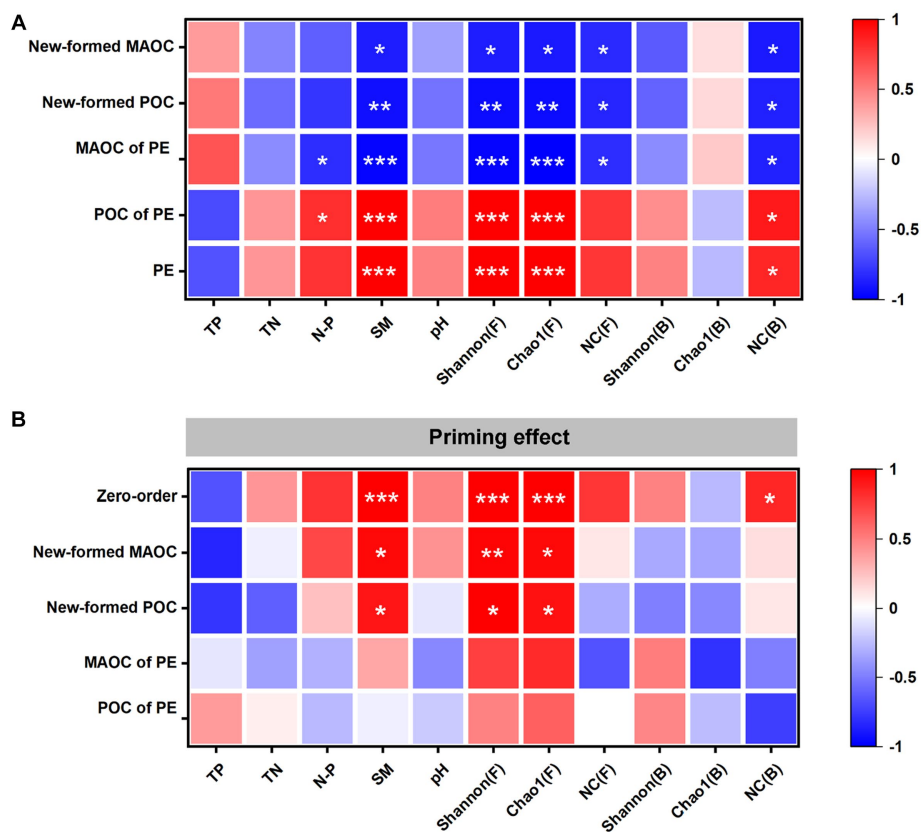 A
New-formed MAOC
* * * * *
New-formed POC
** ** ** * *
MAOC of PE
* *** *** *** * *
POC of PE
* *** *** *** *
PE
*** *** *** *
TP TN N-P SM pH Shannon(F) Chao1(F) NC(F) Shannon(B) Chao1(B) NC(B)
1
0.5
0
-0.5
-1
B
Priming effect
Zero-order
*** *** *** *
New-formed MAOC
* ** *
New-formed POC
* * *
MAOC of PE
POC of PE
TP TN N-P SM pH Shannon(F) Chao1(F) NC(F) Shannon(B) Chao1(B) NC(B)
1
0.5
0
-0.5
-1